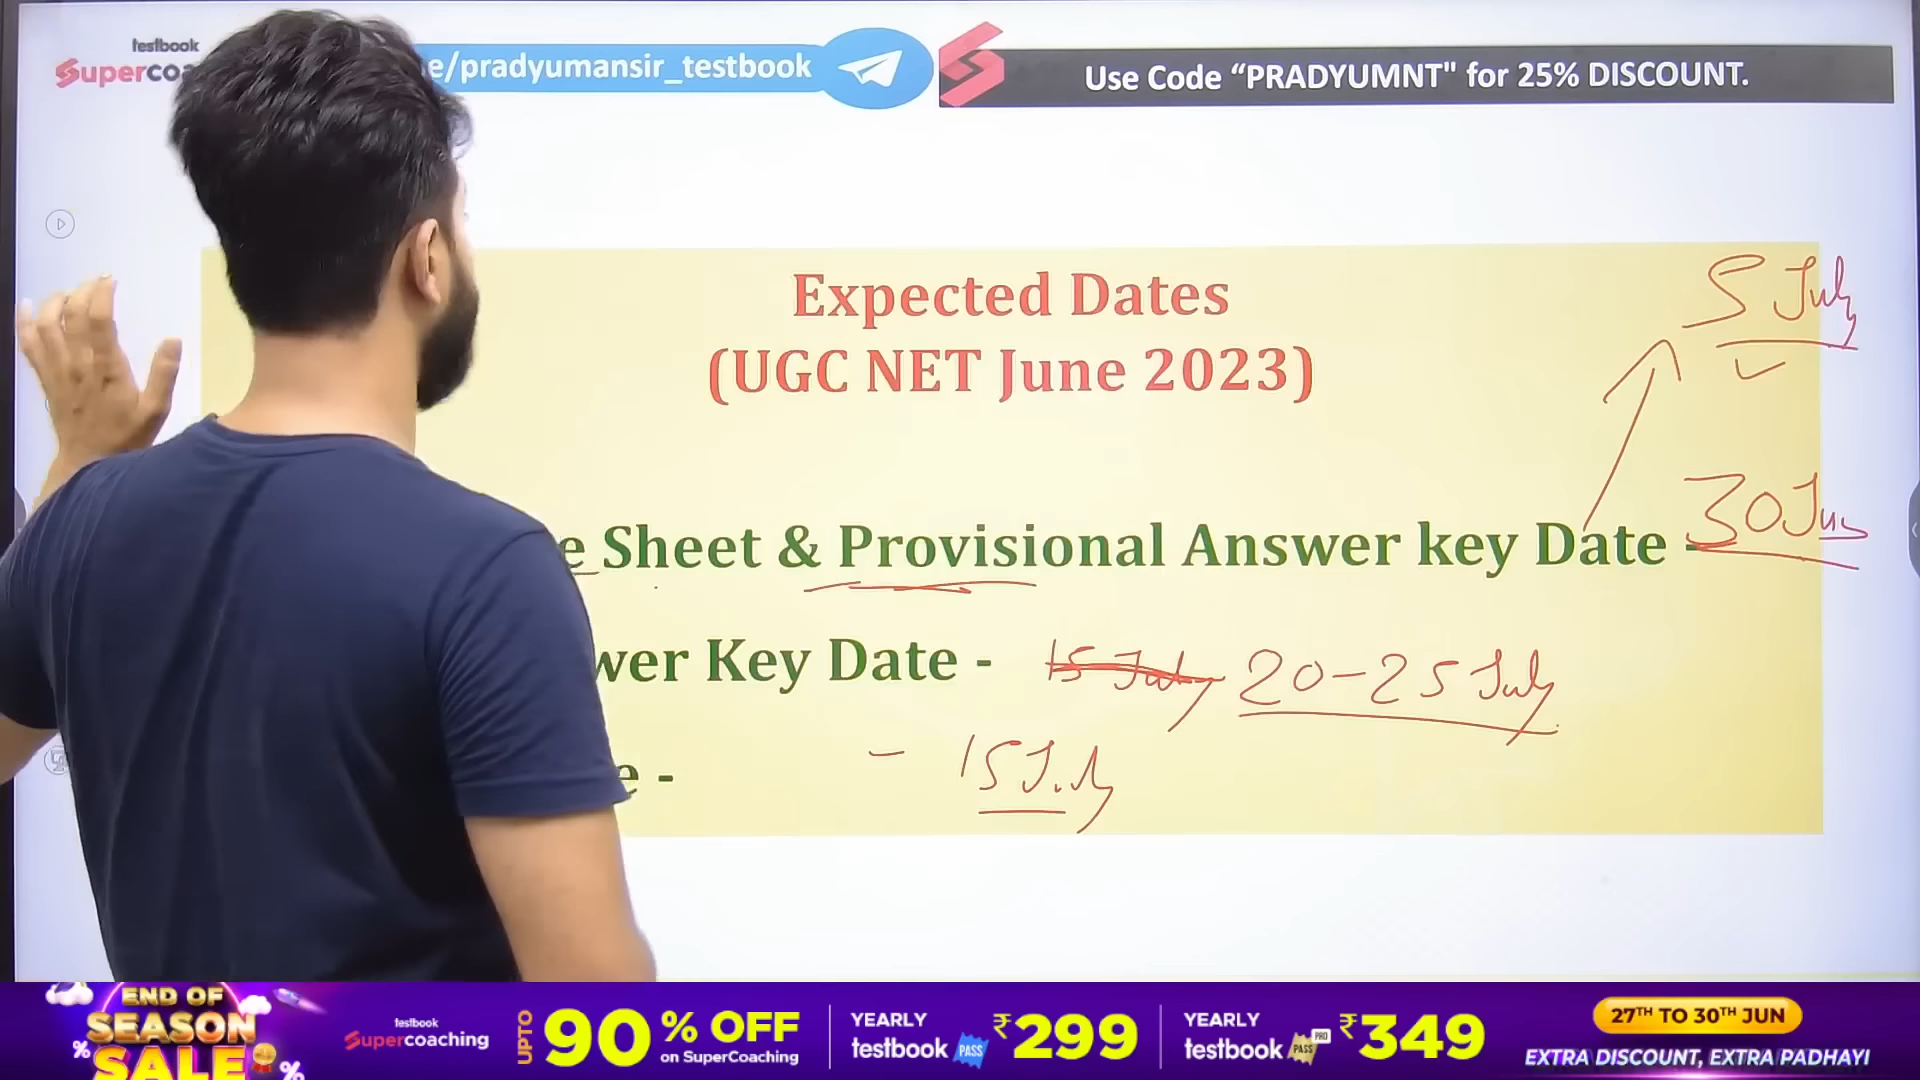 testbook
Supercoa
e/pradyumansir_testbook
Use Code “PRADYUMNT" for 25% DISCOUNT.
Expected Dates
(UGC NET June 2023)
5 July
e Sheet & Provisional Answer key Date - 30 Jun
wer Key Date - 15 July 20-25 July
e - - 15 July
END OF SEASON SALE
testbook Supercoaching
UPTO 90% OFF on SuperCoaching
YEARLY testbook PASS ₹299
YEARLY testbook PASS PRO ₹349
27TH TO 30TH JUN
EXTRA DISCOUNT, EXTRA PADHAYI